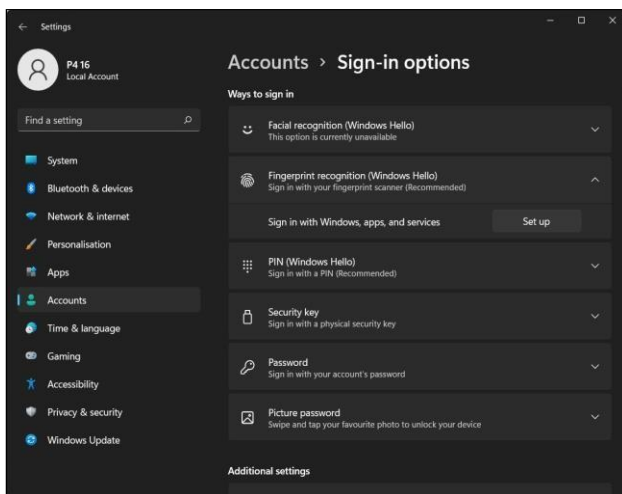 Settings
P4 16
Local Account
Find a setting
System
Bluetooth & devices
Network & internet
Personalisation
Apps
Accounts
Time & language
Gaming
Accessibility
Privacy & security
Windows Update
Accounts > Sign-in options
Ways to sign in
Facial recognition (Windows Hello)
This option is currently unavailable
Fingerprint recognition (Windows Hello)
Sign in with your fingerprint scanner (Recommended)
Sign in with Windows, apps, and services
Set up
PIN (Windows Hello)
Sign in with a PIN (Recommended)
Security key
Sign in with a physical security key
Password
Sign in with your account's password
Picture password
Swipe and tap your favourite photo to unlock your device
Additional settings